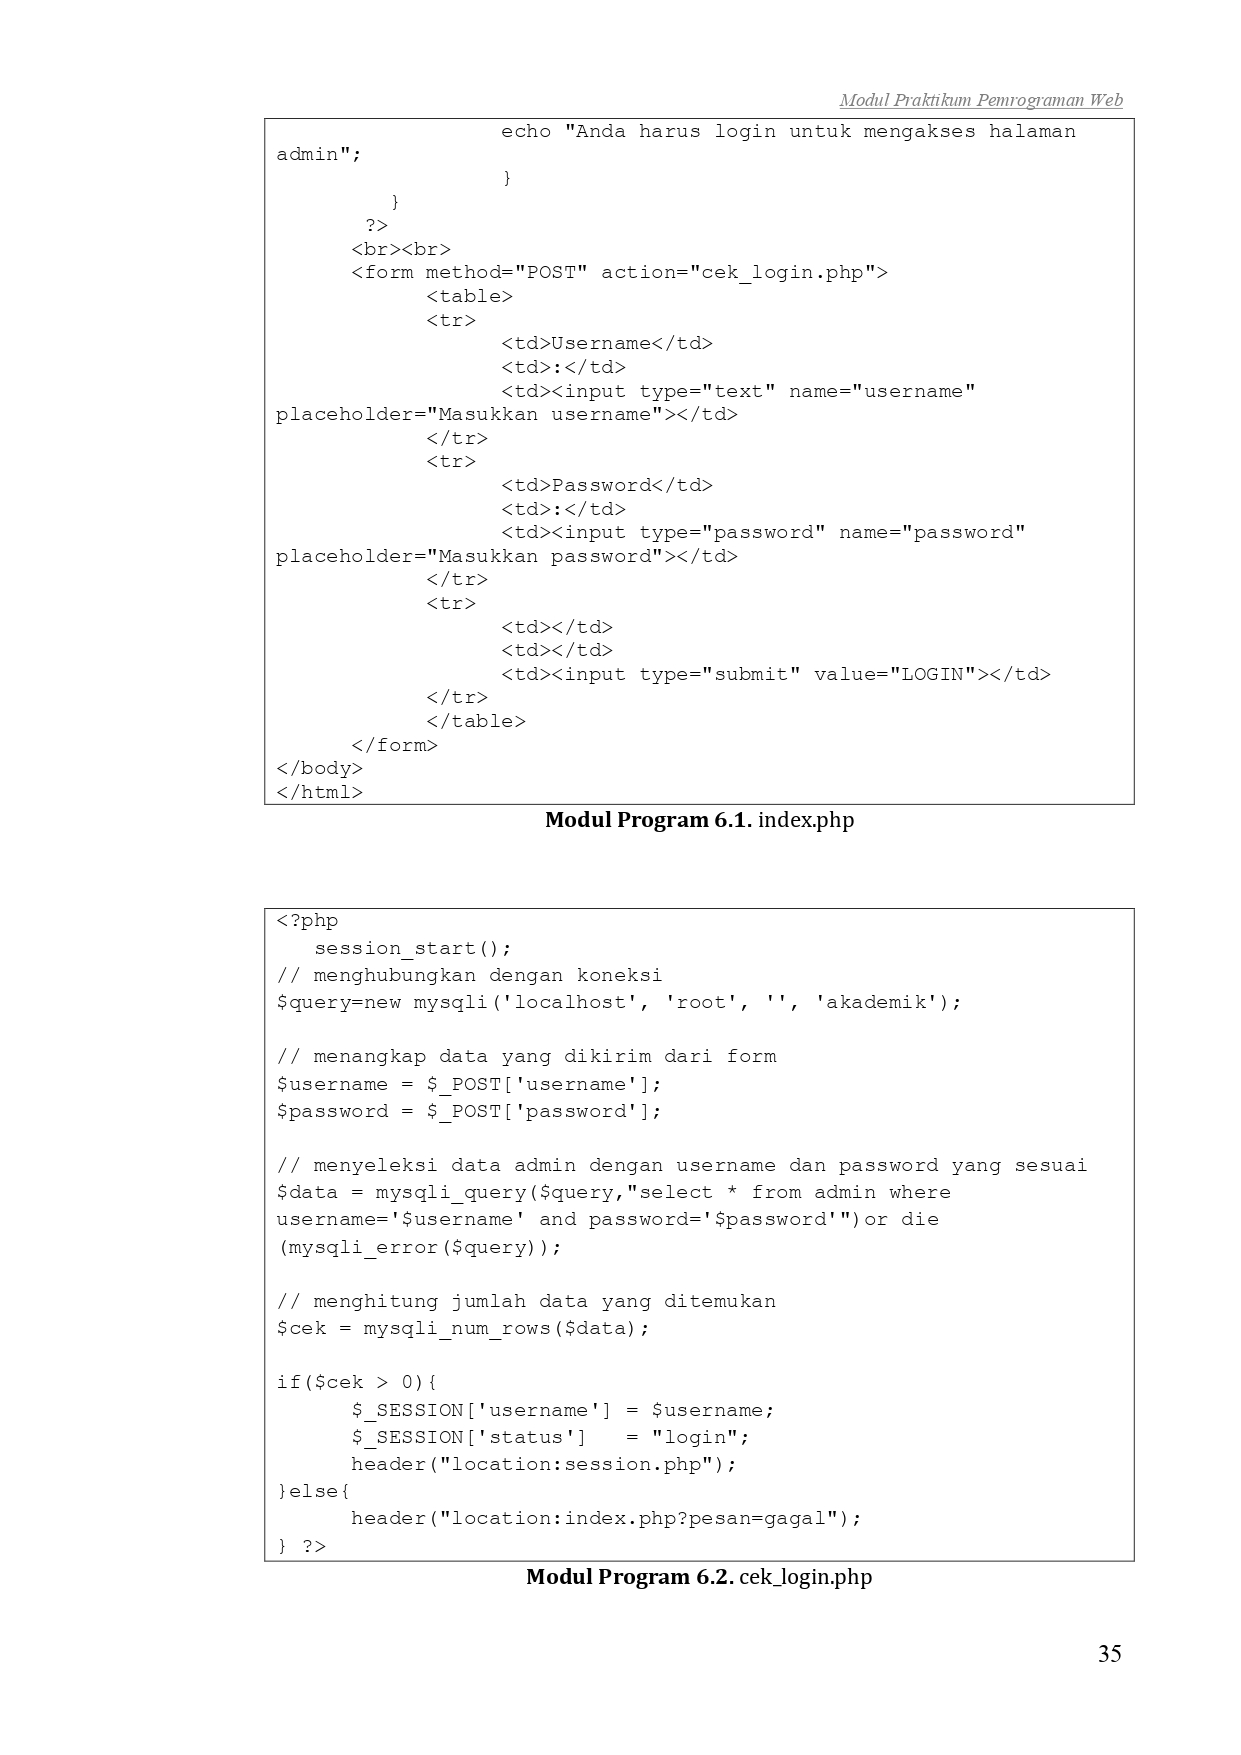 Modul Praktikum Pemrograman Web
echo "Anda harus login untuk mengakses halaman
admin";
}
}
?>
<br><br>
<form method="POST" action="cek_login.php">
<table>
<tr>
<td>Username</td>
<td>:</td>
<td><input type="text" name="username"
placeholder="Masukkan username"></td>
</tr>
<tr>
<td>Password</td>
<td>:</td>
<td><input type="password" name="password"
placeholder="Masukkan password"></td>
</tr>
<tr>
<td></td>
<td></td>
<td><input type="submit" value="LOGIN"></td>
</tr>
</table>
</form>
</body>
</html>
Modul Program 6.1. index.php
<?php
session_start();
// menghubungkan dengan koneksi
$query=new mysqli('localhost', 'root', '', 'akademik');
// menangkap data yang dikirim dari form
$username = $_POST['username'];
$password = $_POST['password'];
// menyeleksi data admin dengan username dan password yang sesuai
$data = mysqli_query($query,"select * from admin where
username='$username' and password='$password'")or die
(mysqli_error($query));
// menghitung jumlah data yang ditemukan
$cek = mysqli_num_rows($data);
if($cek > 0){
$_SESSION['username'] = $username;
$_SESSION['status']   = "login";
header("location:session.php");
}else{
header("location:index.php?pesan=gagal");
} ?>
Modul Program 6.2. cek_login.php
35